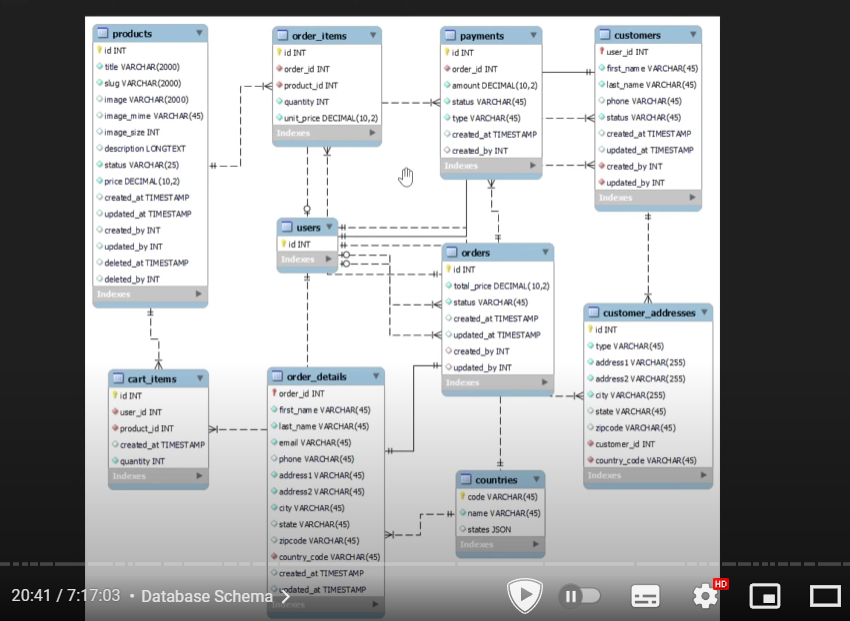 products
id INT
title VARCHAR(2000)
slug VARCHAR(2000)
image VARCHAR(2000)
image_mime VARCHAR(45)
image_size INT
description LONGTEXT
status VARCHAR(25)
price DECIMAL(10,2)
created_at TIMESTAMP
updated_at TIMESTAMP
created_by INT
updated_by INT
deleted_at TIMESTAMP
deleted_by INT
Indexes
order_items
id INT
order_id INT
product_id INT
quantity INT
unit_price DECIMAL(10,2)
Indexes
payments
id INT
order_id INT
amount DECIMAL(10,2)
status VARCHAR(45)
type VARCHAR(45)
created_at TIMESTAMP
created_by INT
Indexes
customers
user_id INT
first_name VARCHAR(45)
last_name VARCHAR(45)
phone VARCHAR(45)
status VARCHAR(45)
created_at TIMESTAMP
updated_at TIMESTAMP
created_by INT
updated_by INT
Indexes
users
id INT
Indexes
orders
id INT
total_price DECIMAL(10,2)
status VARCHAR(45)
created_at TIMESTAMP
updated_at TIMESTAMP
created_by INT
updated_by INT
Indexes
customer_addresses
id INT
type VARCHAR(45)
address1 VARCHAR(255)
address2 VARCHAR(255)
city VARCHAR(255)
state VARCHAR(45)
zipcode VARCHAR(45)
customer_id INT
country_code VARCHAR(45)
Indexes
cart_items
id INT
user_id INT
product_id INT
created_at TIMESTAMP
quantity INT
Indexes
order_details
order_id INT
first_name VARCHAR(45)
last_name VARCHAR(45)
email VARCHAR(45)
phone VARCHAR(45)
address1 VARCHAR(45)
address2 VARCHAR(45)
city VARCHAR(45)
state VARCHAR(45)
zipcode VARCHAR(45)
country_code VARCHAR(45)
created_at TIMESTAMP
updated_at TIMESTAMP
Indexes
countries
code VARCHAR(45)
name VARCHAR(45)
states JSON
Indexes
20:41 / 7:17:03 • Database Schema
HD